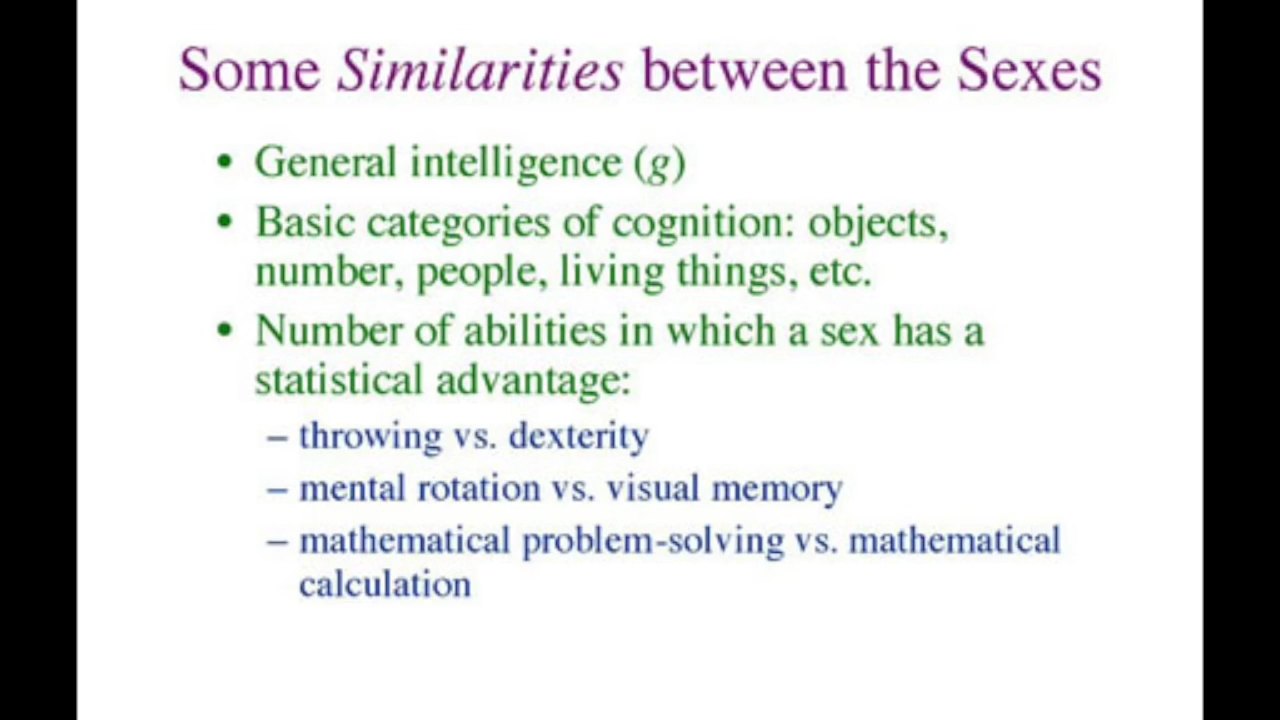 Some Similarities between the Sexes
• General intelligence (g)
• Basic categories of cognition: objects,
number, people, living things, etc.
• Number of abilities in which a sex has a
statistical advantage:
– throwing vs. dexterity
– mental rotation vs. visual memory
– mathematical problem-solving vs. mathematical
calculation